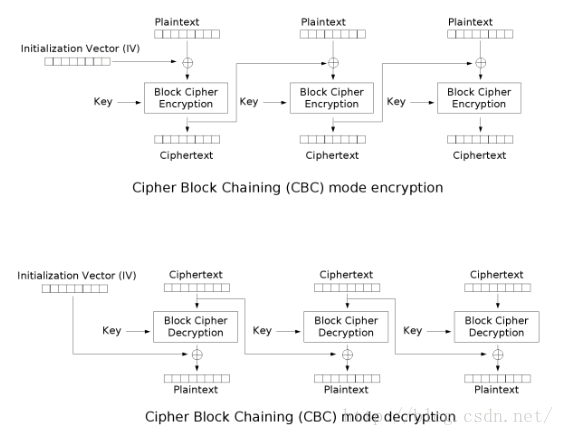 Plaintext Plaintext Plaintext
Initialization Vector (IV)
Key Block Cipher Encryption Key Block Cipher Encryption Key Block Cipher Encryption
Ciphertext Ciphertext Ciphertext
Cipher Block Chaining (CBC) mode encryption
Initialization Vector (IV) Ciphertext Ciphertext Ciphertext
Key Block Cipher Decryption Key Block Cipher Decryption Key Block Cipher Decryption
Plaintext Plaintext Plaintext
Cipher Block Chaining (CBC) mode decryption
http://blog.csdn.net/